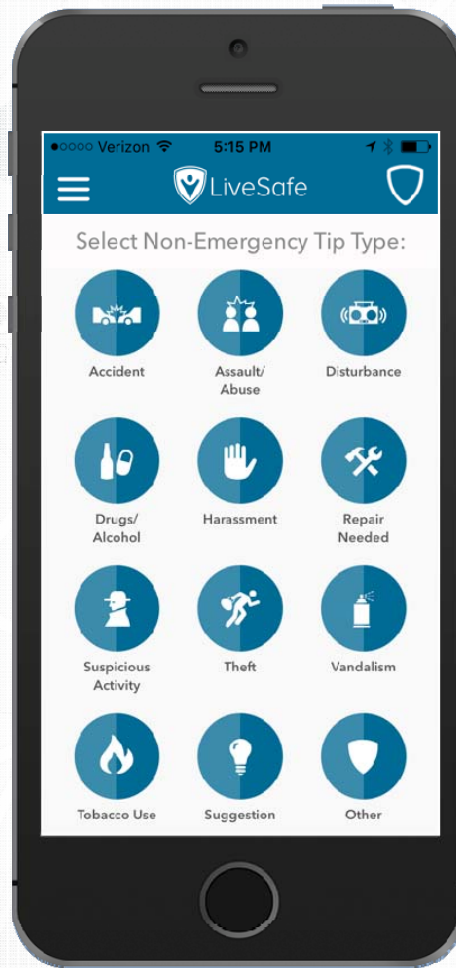 Verizon 5:15 PM
LiveSafe
Select Non-Emergency Tip Type:
Accident
Assault/
Abuse
Disturbance
Drugs/
Alcohol
Harassment
Repair
Needed
Suspicious
Activity
Theft
Vandalism
Tobacco Use
Suggestion
Other